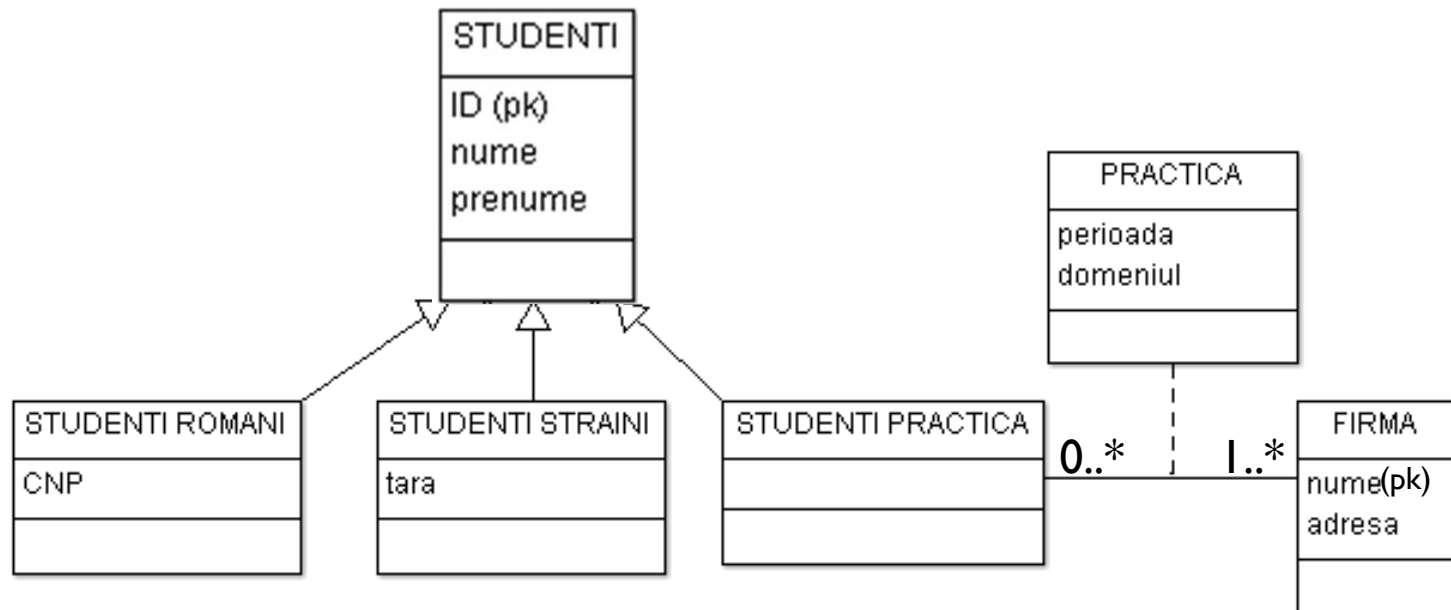 STUDENTI
ID (pk)
nume
prenume
PRACTICA
perioada
domeniul
STUDENTI ROMANI
CNP
STUDENTI STRAINI
tara
STUDENTI PRACTICA
0..*
1..*
FIRMA
nume(pk)
adresa